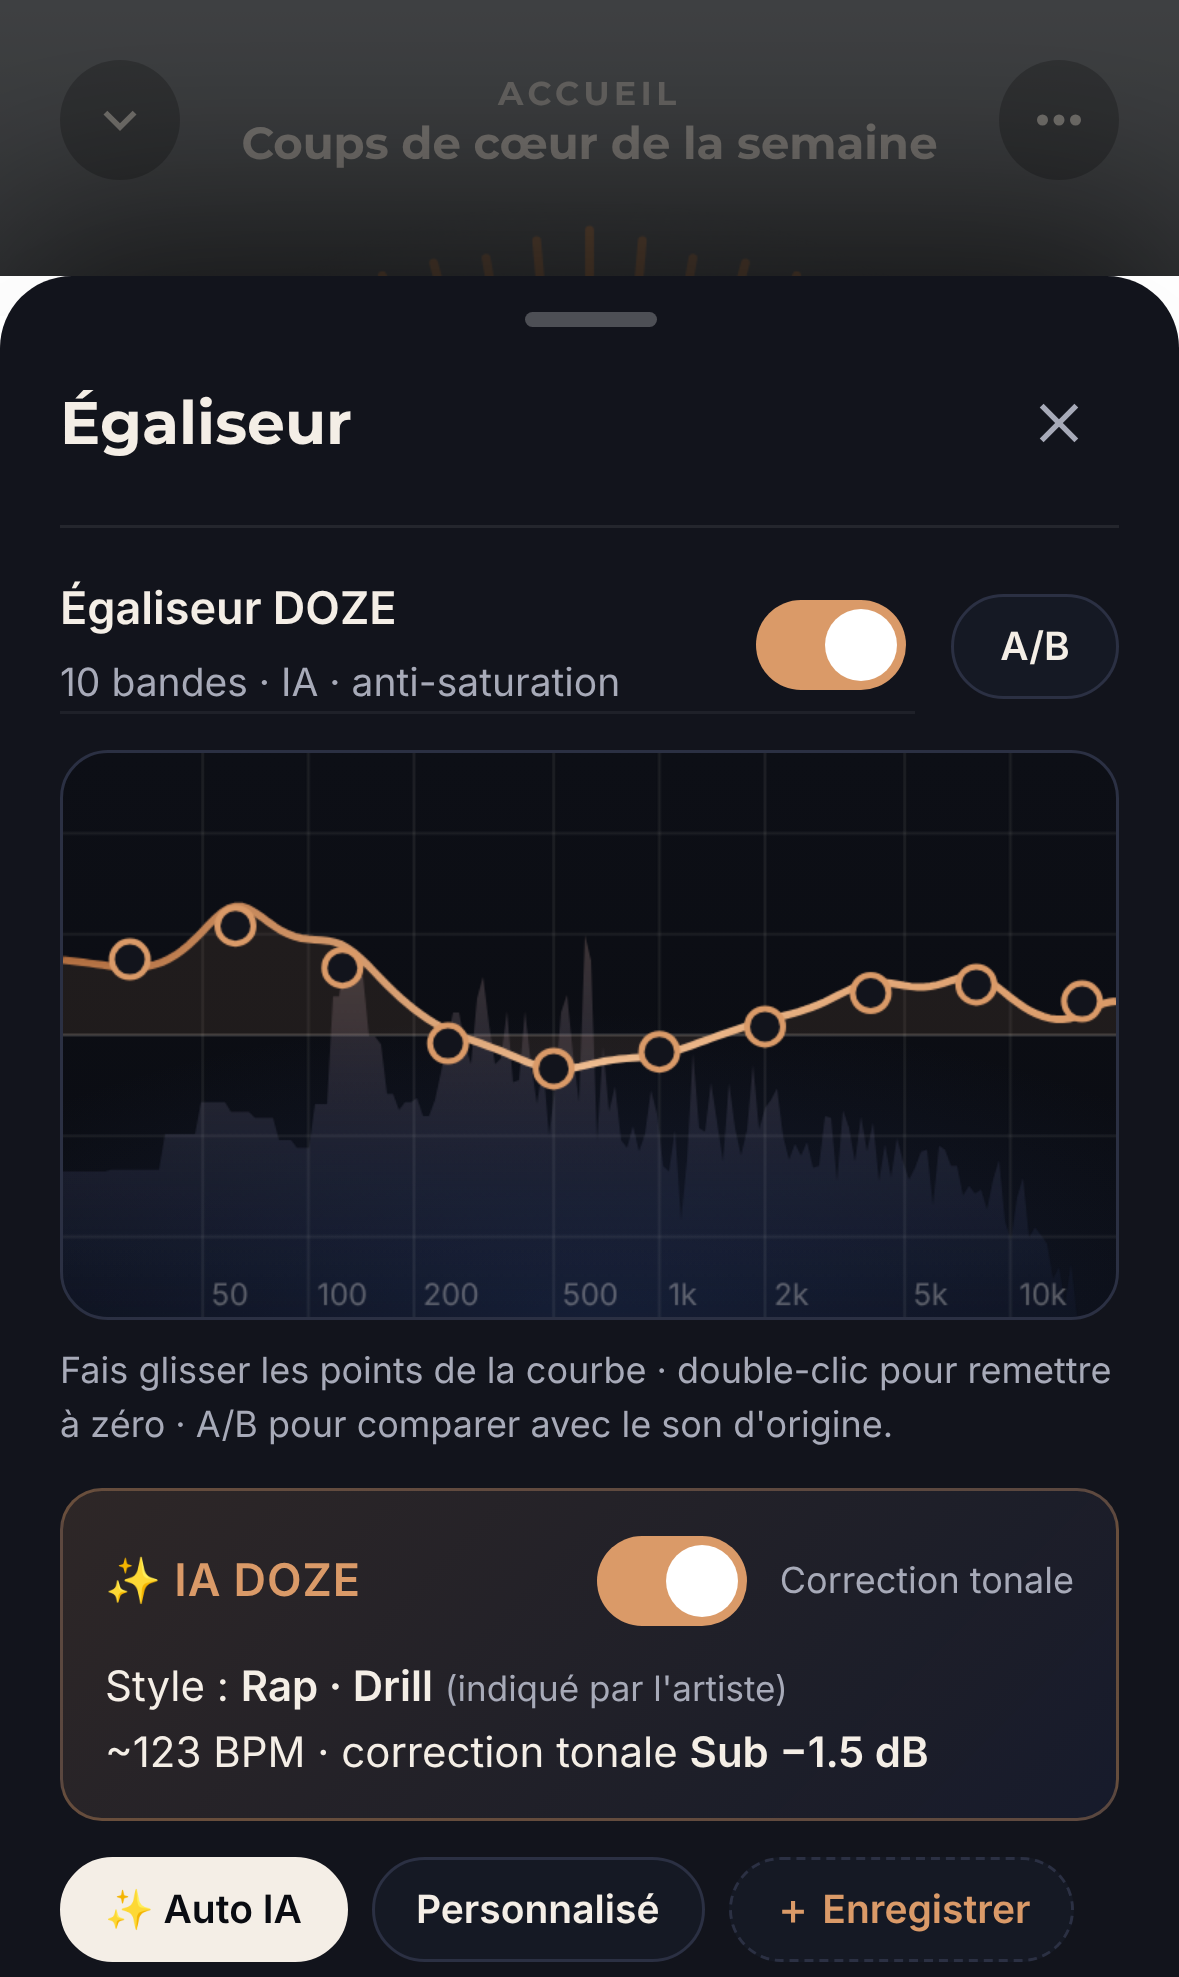 ACCUEIL
Coups de cœur de la semaine
Égaliseur
Égaliseur DOZE
10 bandes · IA · anti-saturation
A/B
50 100 200 500 1k 2k 5k 10k
Fais glisser les points de la courbe · double-clic pour remettre
à zéro · A/B pour comparer avec le son d'origine.
✨ IA DOZE
Correction tonale
Style : Rap · Drill (indiqué par l'artiste)
~123 BPM · correction tonale Sub −1.5 dB
✨ Auto IA
Personnalisé
+ Enregistrer